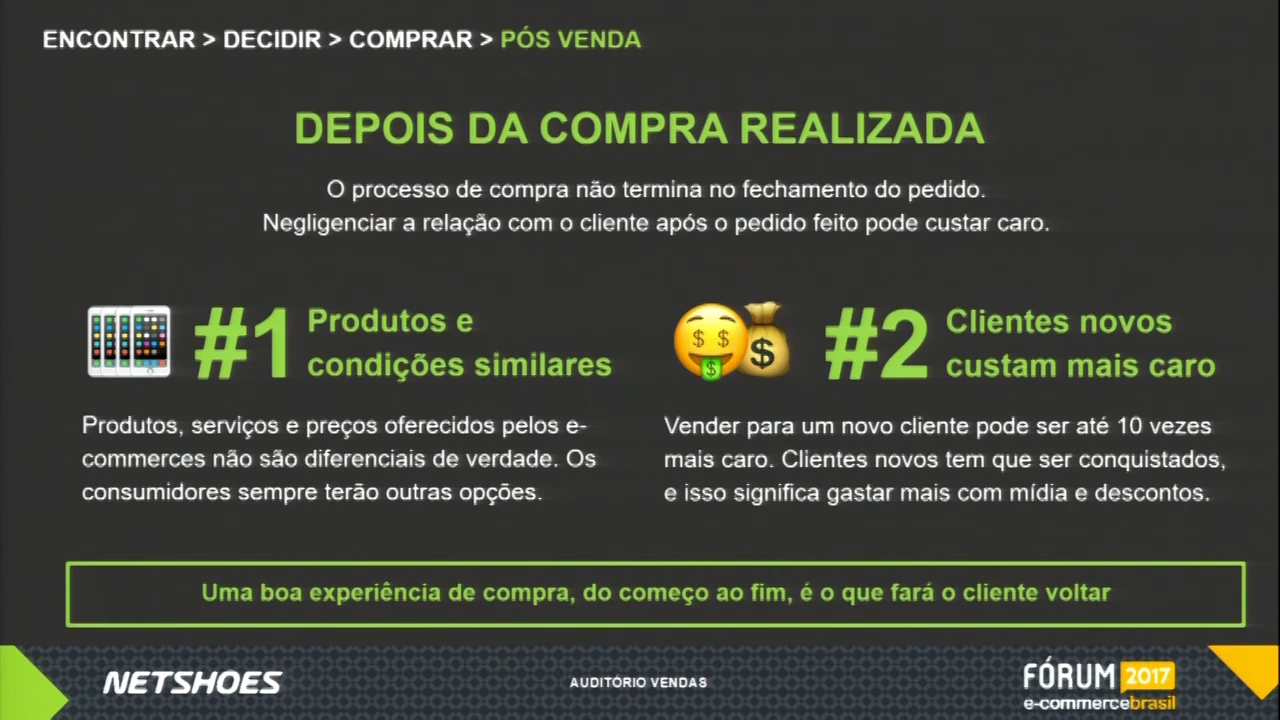 ENCONTRAR > DECIDIR > COMPRAR > PÓS VENDA
DEPOIS DA COMPRA REALIZADA
O processo de compra não termina no fechamento do pedido.
Negligenciar a relação com o cliente após o pedido feito pode custar caro.
#1 Produtos e
condições similares
Produtos, serviços e preços oferecidos pelos e-
commerces não são diferenciais de verdade. Os
consumidores sempre terão outras opções.
#2 Clientes novos
custam mais caro
Vender para um novo cliente pode ser até 10 vezes
mais caro. Clientes novos tem que ser conquistados,
e isso significa gastar mais com mídia e descontos.
Uma boa experiência de compra, do começo ao fim, é o que fará o cliente voltar
NETSHOES
AUDITÓRIO VENDAS
FÓRUM 2017
e-commercebrasil